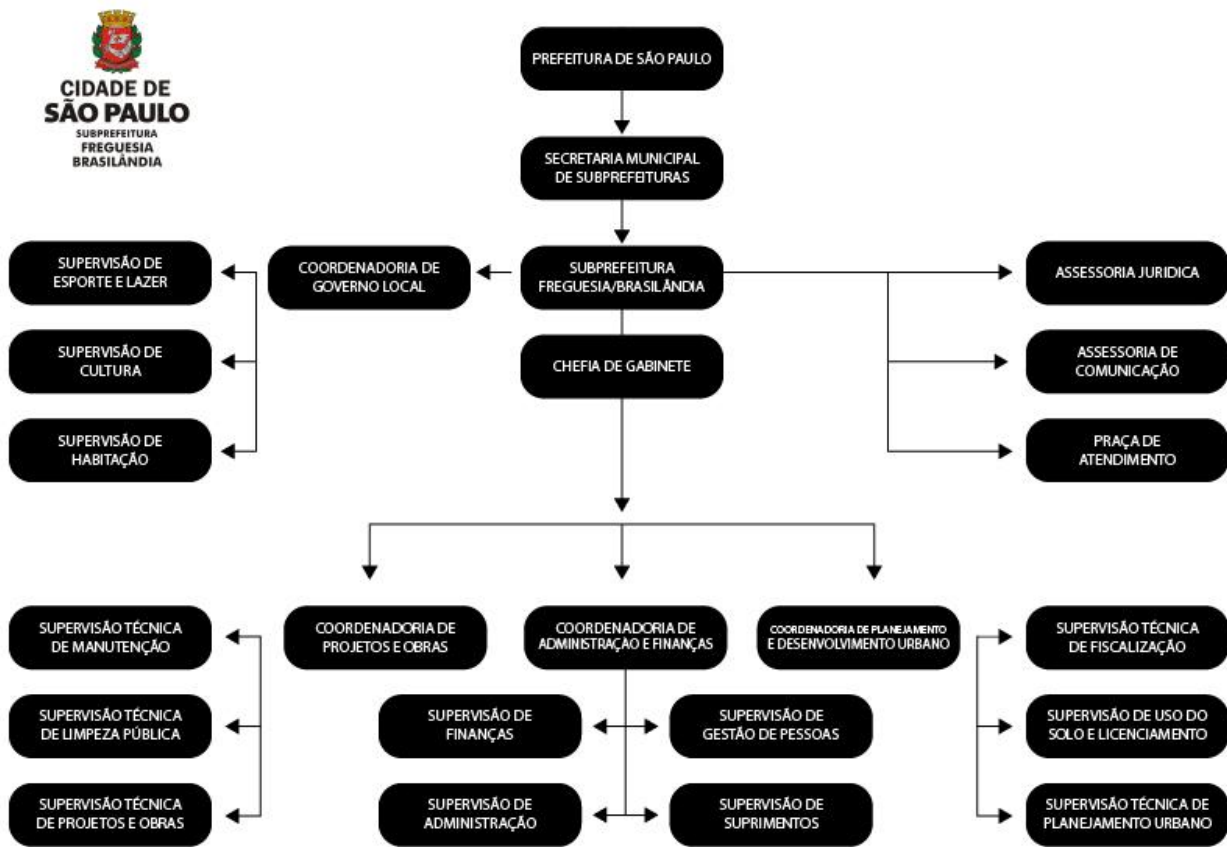 CIDADE DE
SÃO PAULO
SUBPREFEITURA
FREGUESIA
BRASILÂNDIA
PREFEITURA DE SÃO PAULO
SECRETARIA MUNICIPAL
DE SUBPREFEITURAS
SUPERVISÃO DE
ESPORTE E LAZER
COORDENADORIA DE
GOVERNO LOCAL
SUBPREFEITURA
FREGUESIA/BRASILÂNDIA
ASSESSORIA JURIDICA
SUPERVISÃO DE
CULTURA
CHEFIA DE GABINETE
ASSESSORIA DE
COMUNICAÇÃO
SUPERVISÃO DE
HABITAÇÃO
PRAÇA DE
ATENDIMENTO
SUPERVISÃO TÉCNICA
DE MANUTENÇÃO
COORDENADORIA DE
PROJETOS E OBRAS
COORDENADORIA DE
ADMINISTRAÇÃO E FINANÇAS
COORDENADORIA DE PLANEJAMENTO
E DESENVOLVIMENTO URBANO
SUPERVISÃO TÉCNICA
DE FISCALIZAÇÃO
SUPERVISÃO TÉCNICA
DE LIMPEZA PÚBLICA
SUPERVISÃO DE
FINANÇAS
SUPERVISÃO DE
GESTÃO DE PESSOAS
SUPERVISÃO DE USO DO
SOLO E LICENCIAMENTO
SUPERVISÃO TÉCNICA
DE PROJETOS E OBRAS
SUPERVISÃO DE
ADMINISTRAÇÃO
SUPERVISÃO DE
SUPRIMENTOS
SUPERVISÃO TÉCNICA DE
PLANEJAMENTO URBANO